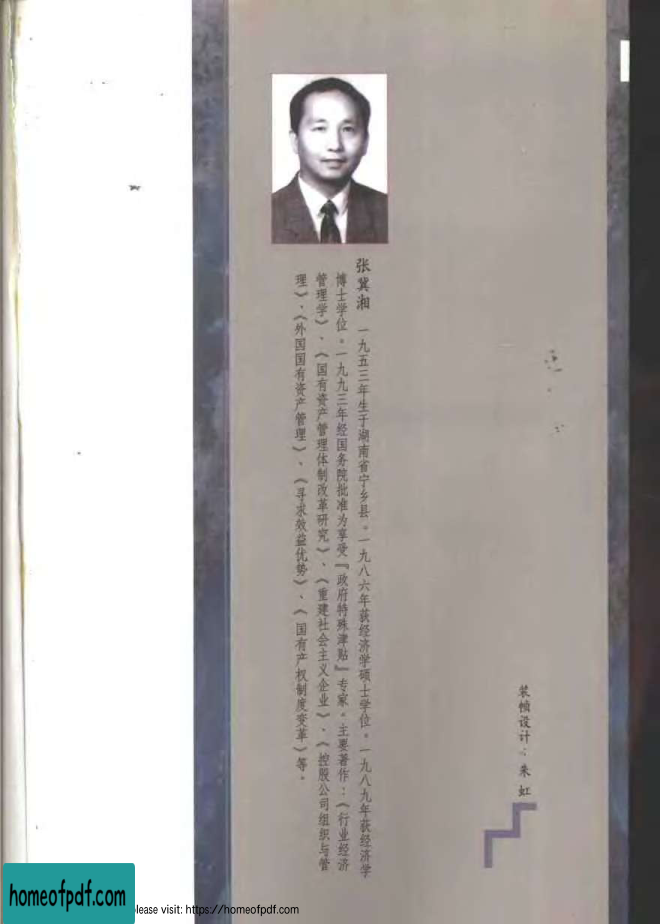 张冀湘 一九五三年生于湖南省宁乡县。一九八六年获经济学硕士学位。一九八九年获经济学
博士学位。一九九三年经国务院批准为享受『政府特殊津贴』专家。主要著作：《行业经济
管理学》、《国有资产管理体制改革研究》、《重建社会主义企业》、《控股公司组织与管
理》、《外国国有资产管理》、《寻求效益优势》、《国有产权制度变革》等。
装帧设计：朱虹
homeofpdf.com
please visit: https://homeofpdf.com